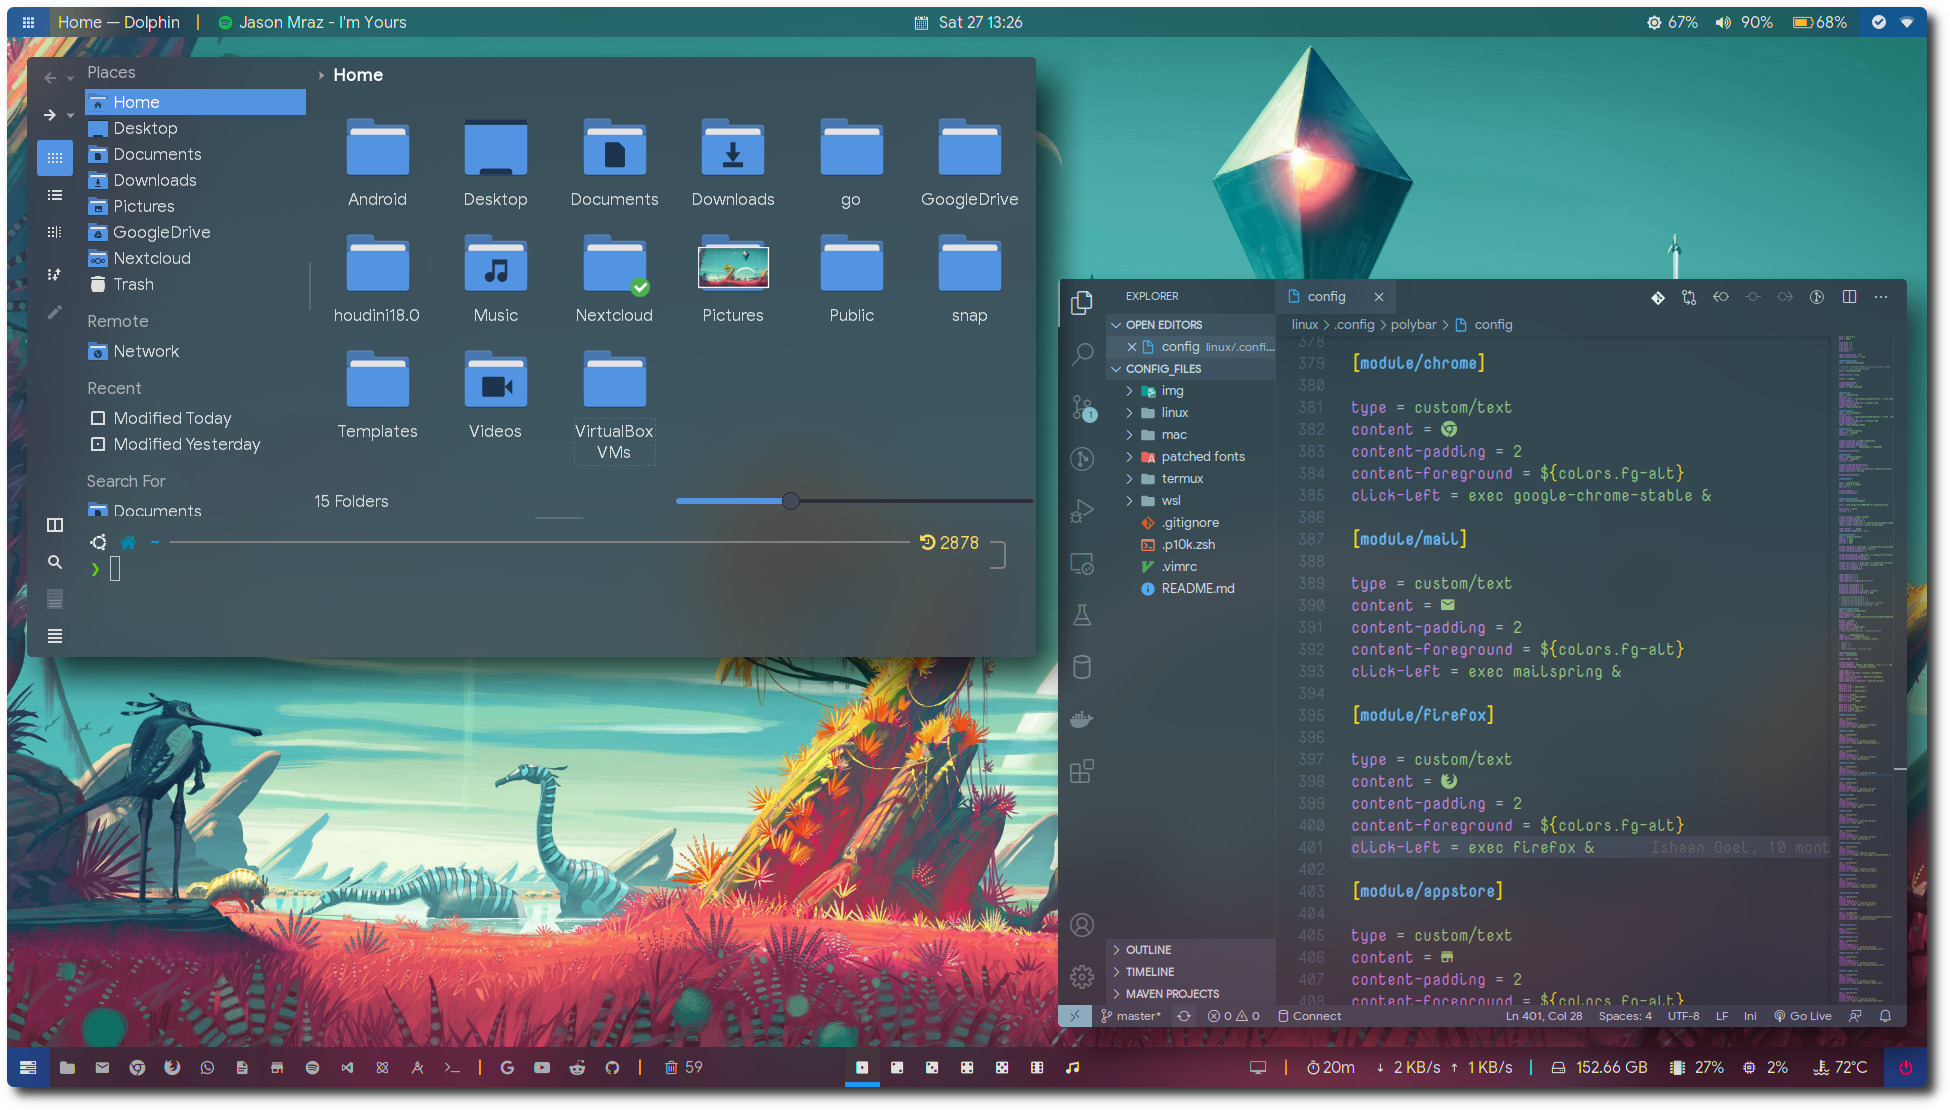 Home — Dolphin
Jason Mraz - I'm Yours
Sat 27 13:26
67%
90%
68%
Places
Home
Desktop
Documents
Downloads
Pictures
GoogleDrive
Nextcloud
Trash
Remote
Network
Recent
Modified Today
Modified Yesterday
Search For
Documents
Home
Android
Desktop
Documents
Downloads
go
GoogleDrive
houdini18.0
Music
Nextcloud
Pictures
Public
snap
Templates
Videos
VirtualBox
VMs
15 Folders
~
2878
❯
EXPLORER
OPEN EDITORS
config linux/.confi...
CONFIG_FILES
img
linux
mac
patched fonts
termux
wsl
.gitignore
.p10k.zsh
.vimrc
README.md
OUTLINE
TIMELINE
MAVEN PROJECTS
1
config
linux > .config > polybar > config
378
379 [module/chrome]
380
381 type = custom/text
382 content =
383 content-padding = 2
384 content-foreground = ${colors.fg-alt}
385 click-left = exec google-chrome-stable &
386
387 [module/mail]
388
389 type = custom/text
390 content =
391 content-padding = 2
392 content-foreground = ${colors.fg-alt}
393 click-left = exec mailspring &
394
395 [module/firefox]
396
397 type = custom/text
398 content =
399 content-padding = 2
400 content-foreground = ${colors.fg-alt}
401 click-left = exec firefox & Ishaan Goel, 10 mont
402
403 [module/appstore]
404
405 type = custom/text
406 content =
407 content-padding = 2
408 content-foreground = ${colors.fg-alt}
master*
0
0
Connect
Ln 401, Col 28
Spaces: 4
UTF-8
LF
Ini
Go Live
59
20m
↓ 2 KB/s ↑ 1 KB/s
152.66 GB
27%
2%
72°C